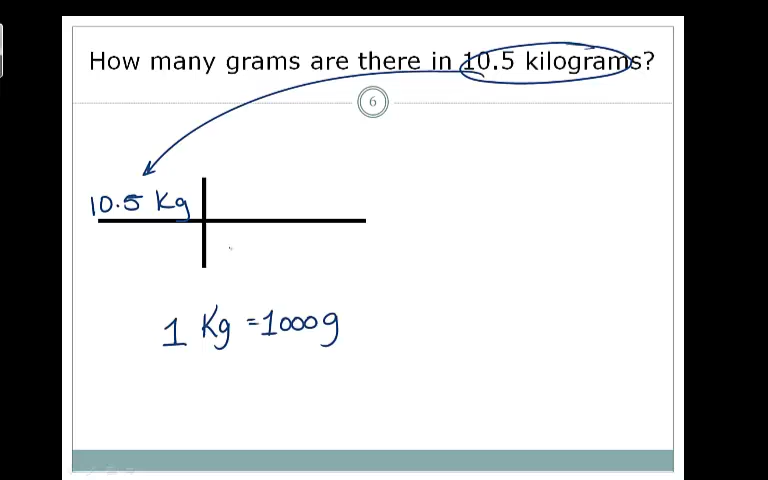 How many grams are there in 10.5 kilograms?
6
10.5 Kg
1 Kg = 1000g